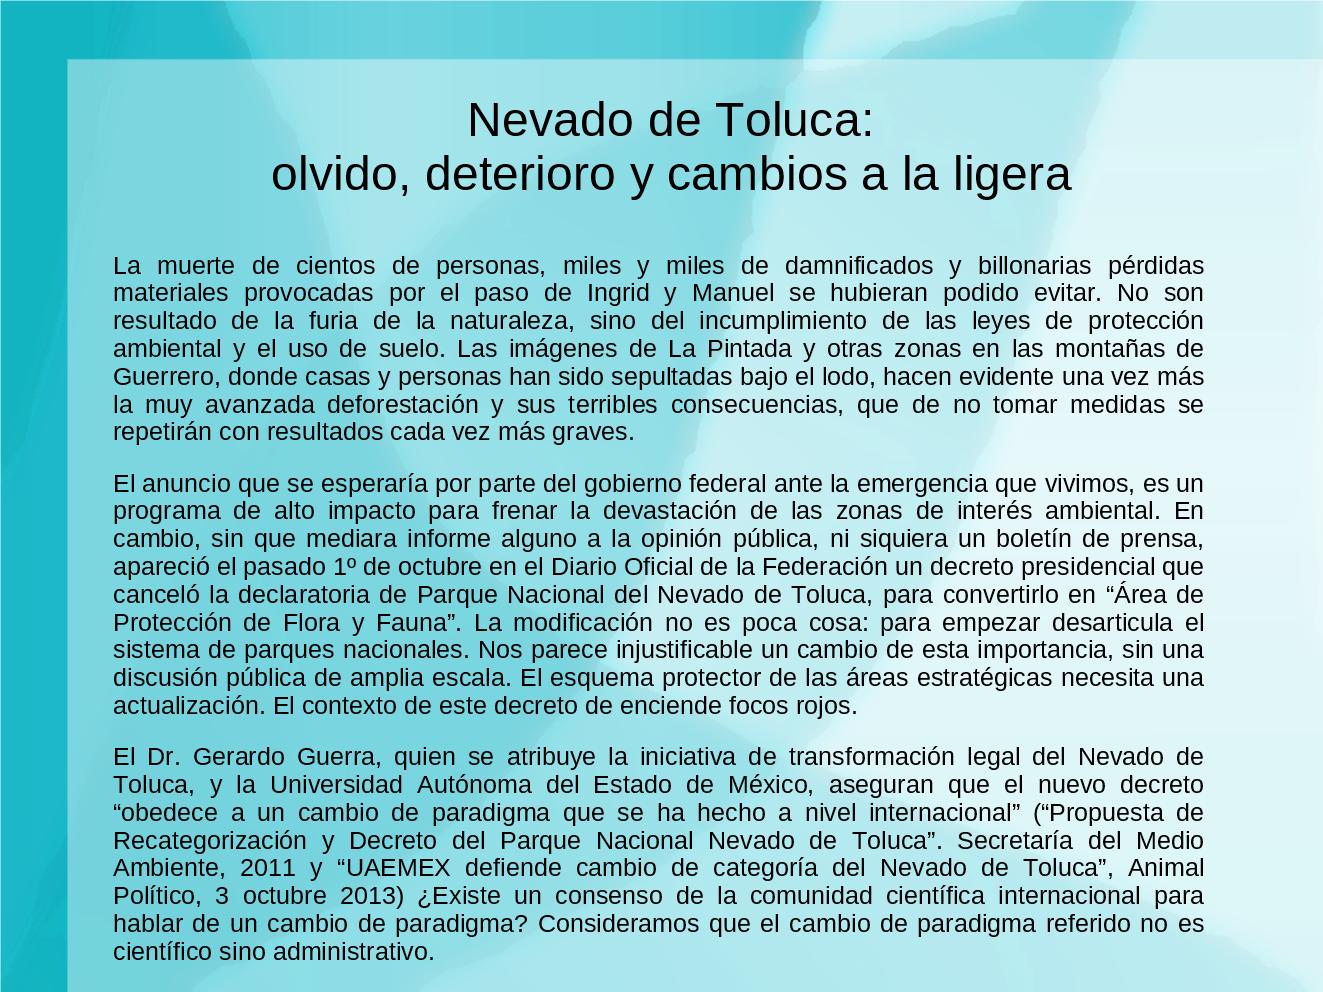 Nevado de Toluca:
olvido, deterioro y cambios a la ligera
La muerte de cientos de personas, miles y miles de damnificados y billonarias pérdidas
materiales provocadas por el paso de Ingrid y Manuel se hubieran podido evitar. No son
resultado de la furia de la naturaleza, sino del incumplimiento de las leyes de protección
ambiental y el uso de suelo. Las imágenes de La Pintada y otras zonas en las montañas de
Guerrero, donde casas y personas han sido sepultadas bajo el lodo, hacen evidente una vez más
la muy avanzada deforestación y sus terribles consecuencias, que de no tomar medidas se
repetirán con resultados cada vez más graves.
El anuncio que se esperaría por parte del gobierno federal ante la emergencia que vivimos, es un
programa de alto impacto para frenar la devastación de las zonas de interés ambiental. En
cambio, sin que mediara informe alguno a la opinión pública, ni siquiera un boletín de prensa,
apareció el pasado 1º de octubre en el Diario Oficial de la Federación un decreto presidencial que
canceló la declaratoria de Parque Nacional del Nevado de Toluca, para convertirlo en “Área de
Protección de Flora y Fauna”. La modificación no es poca cosa: para empezar desarticula el
sistema de parques nacionales. Nos parece injustificable un cambio de esta importancia, sin una
discusión pública de amplia escala. El esquema protector de las áreas estratégicas necesita una
actualización. El contexto de este decreto de enciende focos rojos.
El Dr. Gerardo Guerra, quien se atribuye la iniciativa de transformación legal del Nevado de
Toluca, y la Universidad Autónoma del Estado de México, aseguran que el nuevo decreto
“obedece a un cambio de paradigma que se ha hecho a nivel internacional” (“Propuesta de
Recategorización y Decreto del Parque Nacional Nevado de Toluca”. Secretaría del Medio
Ambiente, 2011 y “UAEMEX defiende cambio de categoría del Nevado de Toluca”, Animal
Político, 3 octubre 2013) ¿Existe un consenso de la comunidad científica internacional para
hablar de un cambio de paradigma? Consideramos que el cambio de paradigma referido no es
científico sino administrativo.